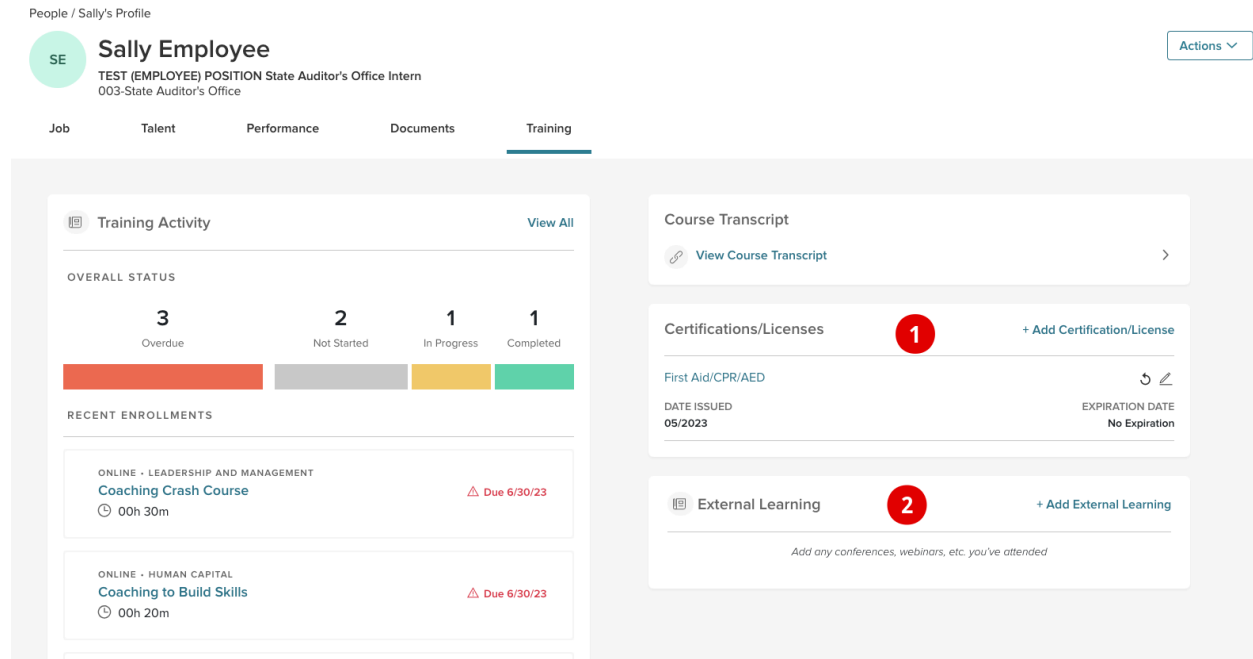 People / Sally's Profile
SE
Sally Employee
TEST (EMPLOYEE) POSITION State Auditor's Office Intern
003-State Auditor's Office
Actions
Job Talent Performance Documents Training
Training Activity View All
OVERALL STATUS
3 2 1 1
Overdue Not Started In Progress Completed
RECENT ENROLLMENTS
ONLINE • LEADERSHIP AND MANAGEMENT
Coaching Crash Course
Due 6/30/23
00h 30m
ONLINE • HUMAN CAPITAL
Coaching to Build Skills
Due 6/30/23
00h 20m
Course Transcript
View Course Transcript
Certifications/Licenses 1 + Add Certification/License
First Aid/CPR/AED
DATE ISSUED EXPIRATION DATE
05/2023 No Expiration
External Learning 2 + Add External Learning
Add any conferences, webinars, etc. you've attended